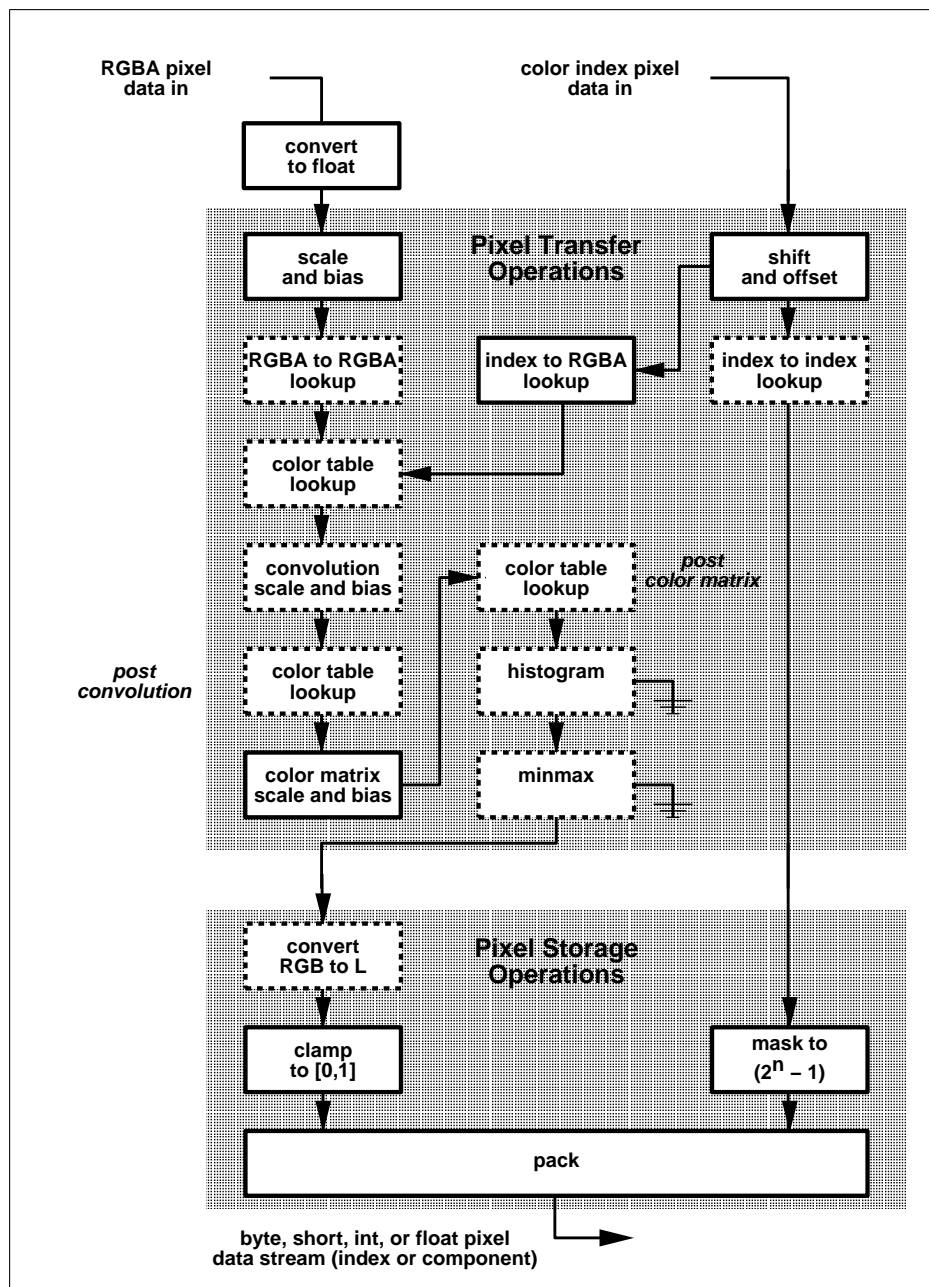 RGBA pixel
data in
color index pixel
data in
convert
to float
Pixel Transfer
Operations
scale
and bias
shift
and offset
RGBA to RGBA
lookup
index to RGBA
lookup
index to index
lookup
color table
lookup
convolution
scale and bias
color table
lookup
post
color matrix
post
convolution
color table
lookup
histogram
color matrix
scale and bias
minmax
Pixel Storage
Operations
convert
RGB to L
clamp
to [0,1]
mask to
(2ⁿ – 1)
pack
byte, short, int, or float pixel
data stream (index or component)